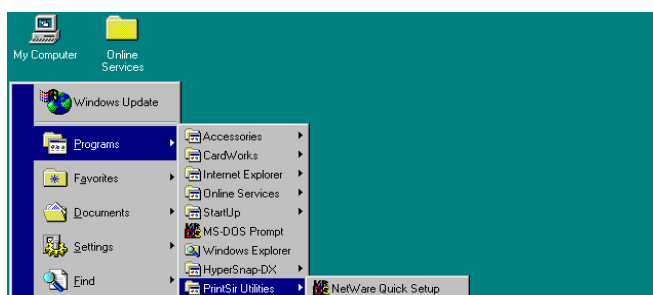 My Computer
Online
Services
Windows Update
Programs
Favorites
Documents
Settings
Find
Accessories
CardWorks
Internet Explorer
Online Services
StartUp
MS-DOS Prompt
Windows Explorer
HyperSnap-DX
PrintSir Utilities
NetWare Quick Setup